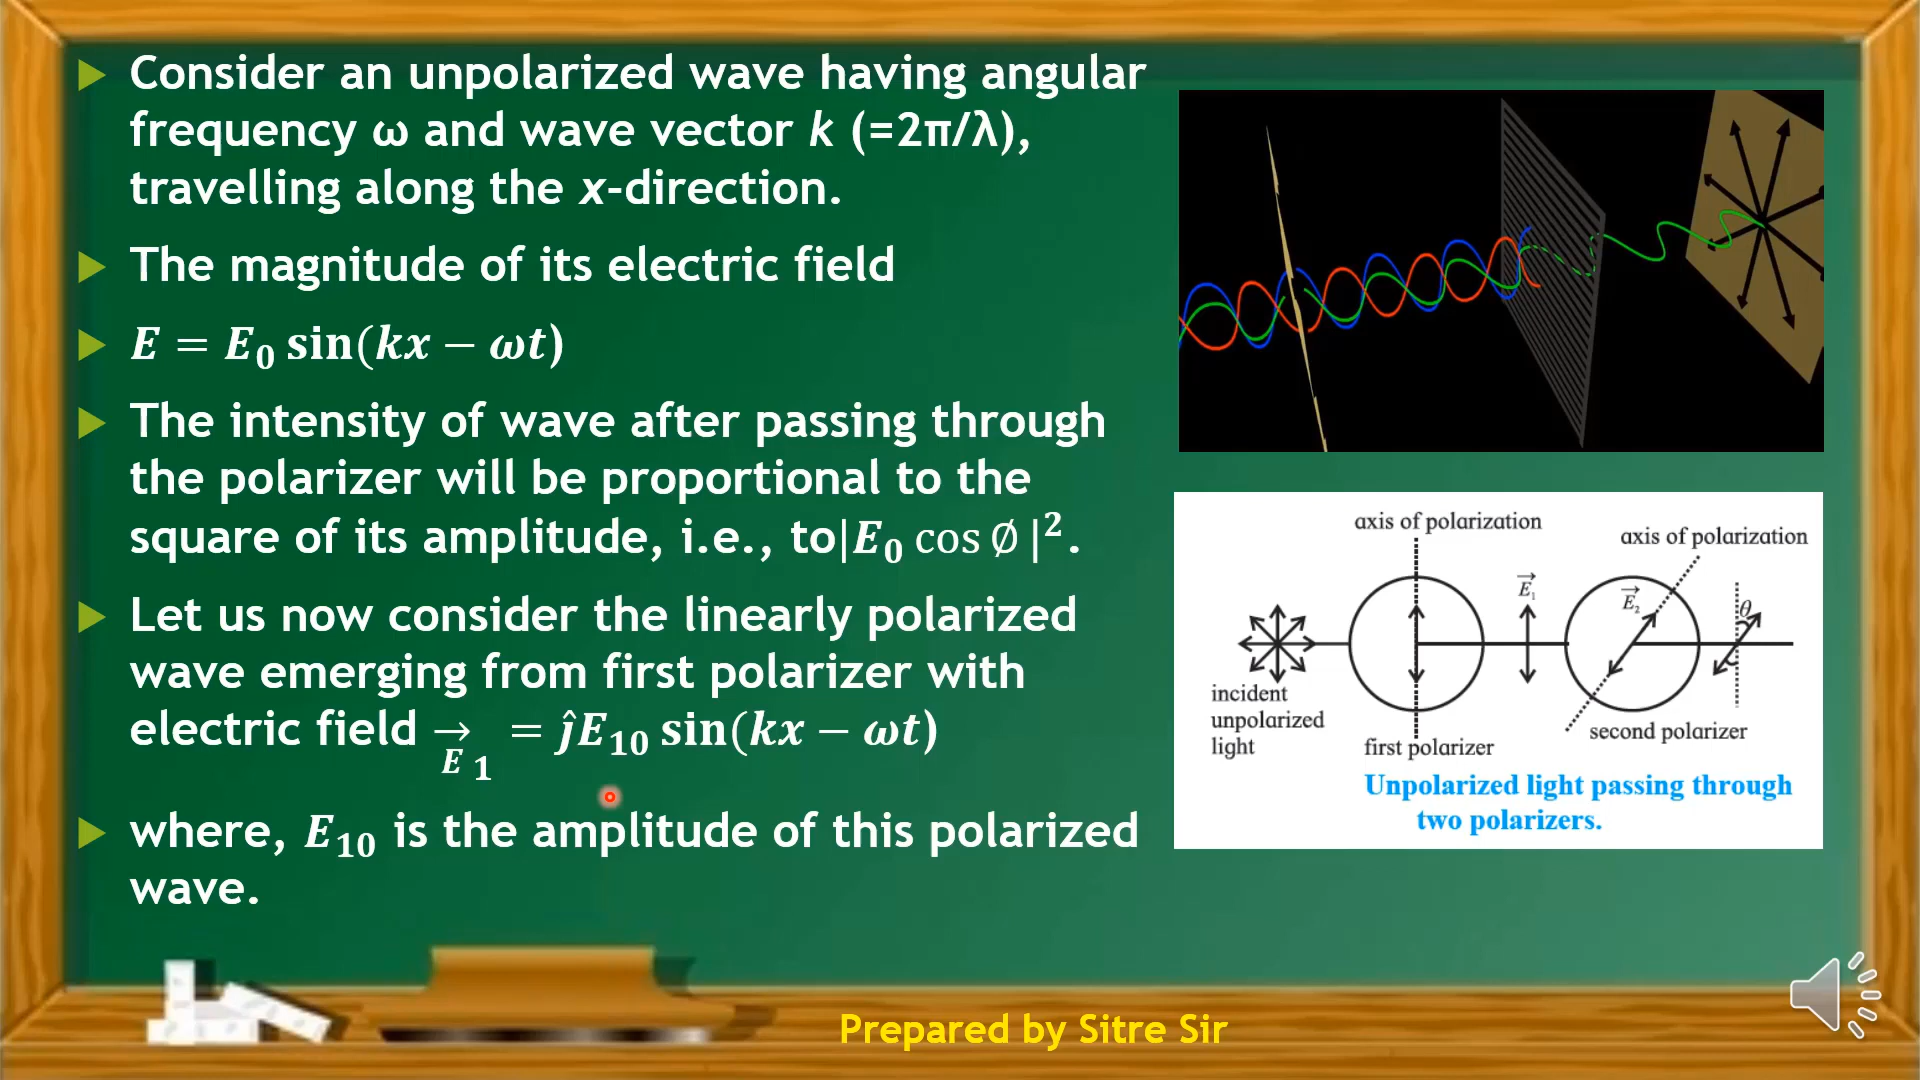 Consider an unpolarized wave having angular
frequency ω and wave vector k (=2π/λ),
travelling along the x-direction.
The magnitude of its electric field
E = E₀ sin(kx − ωt)
The intensity of wave after passing through
the polarizer will be proportional to the
square of its amplitude, i.e., to|E₀ cos ∅ |².
Let us now consider the linearly polarized
wave emerging from first polarizer with
electric field →E ₁ = ĵE₁₀ sin(kx − ωt)
where, E₁₀ is the amplitude of this polarized
wave.
axis of polarization
axis of polarization
E⃗₁
E⃗₂
θ
incident
unpolarized
light
first polarizer
second polarizer
Unpolarized light passing through
two polarizers.
Prepared by Sitre Sir